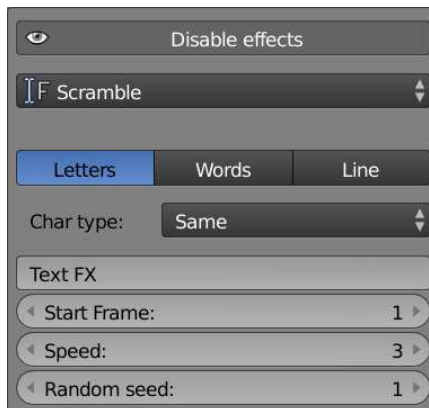 Disable effects
F Scramble
Letters Words Line
Char type: Same
Text FX
Start Frame: 1
Speed: 3
Random seed: 1